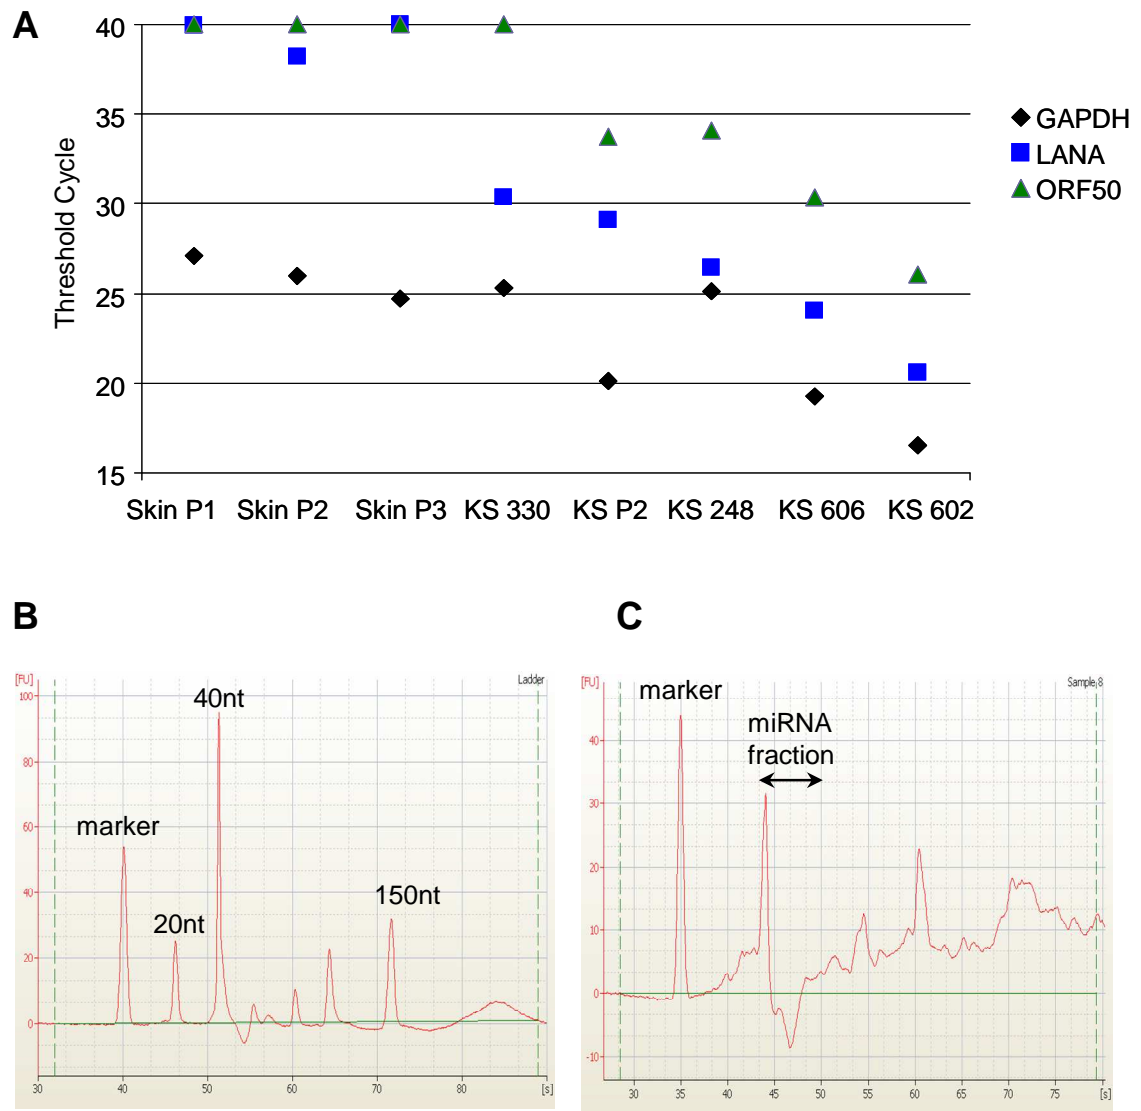 A
40
35
30
25
20
15
Threshold Cycle
GAPDH
LANA
ORF50
Skin P1 Skin P2 Skin P3 KS 330 KS P2 KS 248 KS 606 KS 602
B
[FU]
Ladder
100
80
60
40
20
0
marker
20nt
40nt
150nt
30 40 50 60 70 80 [s]
C
[FU]
Sample 8
40
30
20
10
0
-10
marker
miRNA
fraction
30 35 40 45 50 55 60 65 70 75 [s]